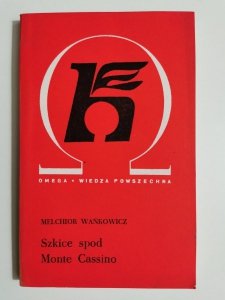 OMEGA • WIEDZA POWSZECHNA
MELCHIOR WAŃKOWICZ
Szkice spod
Monte Cassino